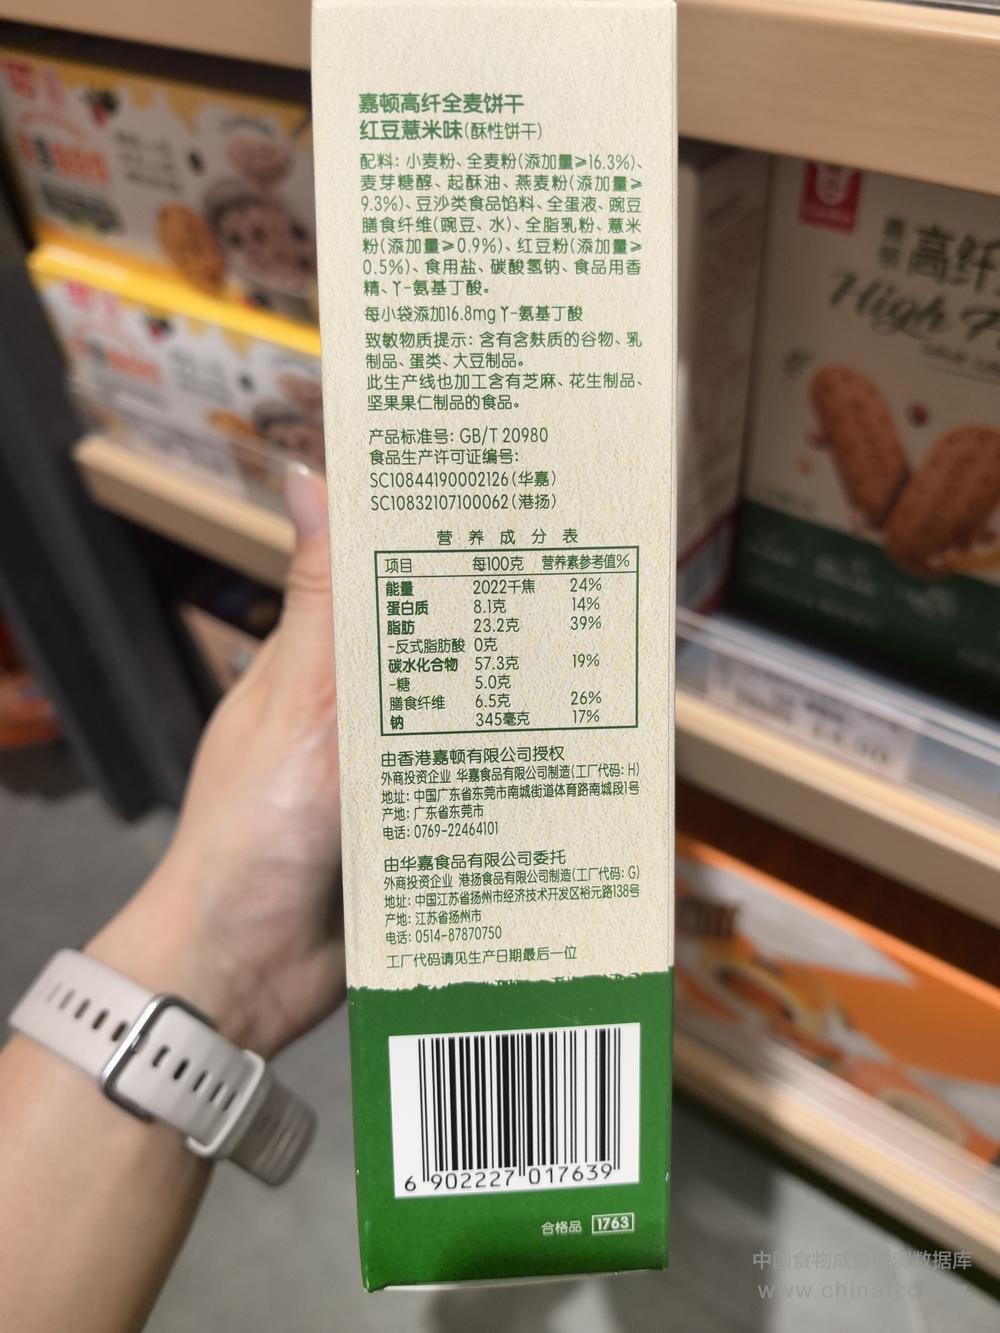 嘉顿高纤全麦饼干
红豆薏米味(酥性饼干)
配料: 小麦粉、全麦粉(添加量≥16.3%)、
麦芽糖醇、起酥油、燕麦粉(添加量≥
9.3%)、豆沙类食品馅料、全蛋液、豌豆
膳食纤维(豌豆、水)、全脂乳粉、薏米
粉(添加量≥0.9%)、红豆粉(添加量≥
0.5%)、食用盐、碳酸氢钠、食品用香
精、γ-氨基丁酸。
每小袋添加16.8mg γ-氨基丁酸
致敏物质提示: 含有含麸质的谷物、乳
制品、蛋类、大豆制品。
此生产线也加工含有芝麻、花生制品、
坚果果仁制品的食品。
产品标准号: GB/T 20980
食品生产许可证编号:
SC10844190002126(华嘉)
SC10832107100062(港扬)
营 养 成 分 表
项目 每100克 营养素参考值%
能量 2022千焦 24%
蛋白质 8.1克 14%
脂肪 23.2克 39%
-反式脂肪酸 0克
碳水化合物 57.3克 19%
-糖 5.0克
膳食纤维 6.5克 26%
钠 345毫克 17%
由香港嘉顿有限公司授权
外商投资企业 华嘉食品有限公司制造(工厂代码: H)
地址: 中国广东省东莞市南城街道体育路南城段1号
产地: 广东省东莞市
电话: 0769-22464101
由华嘉食品有限公司委托
外商投资企业 港扬食品有限公司制造(工厂代码: G)
地址: 中国江苏省扬州市经济技术开发区裕元路138号
产地: 江苏省扬州市
电话: 0514-87870750
工厂代码请见生产日期最后一位
6 902227 017639
合格品 1763
嘉顿
高纤
High
中国食物成分监测数据库
www.chinafcd